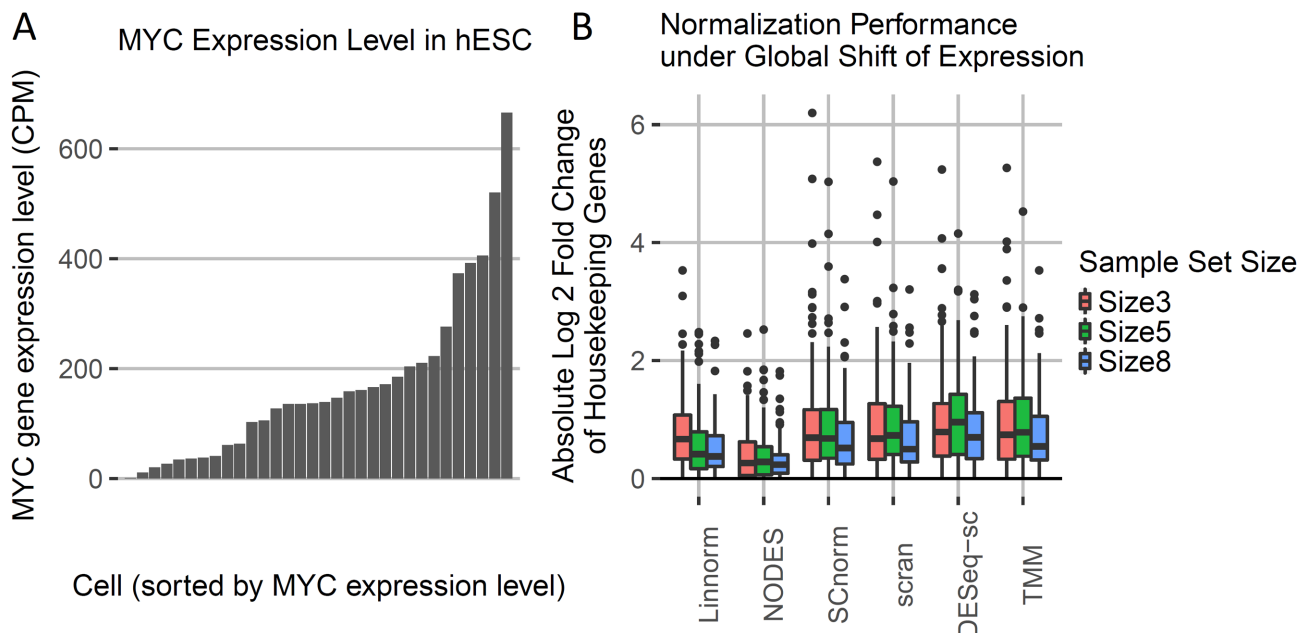 A
MYC Expression Level in hESC
MYC gene expression level (CPM)
600
400
200
0
Cell (sorted by MYC expression level)
B
Normalization Performance
under Global Shift of Expression
Absolute Log 2 Fold Change
of Housekeeping Genes
6
4
2
0
Linnorm
NODES
SCnorm
scran
DESeq-sc
TMM
Sample Set Size
Size3
Size5
Size8